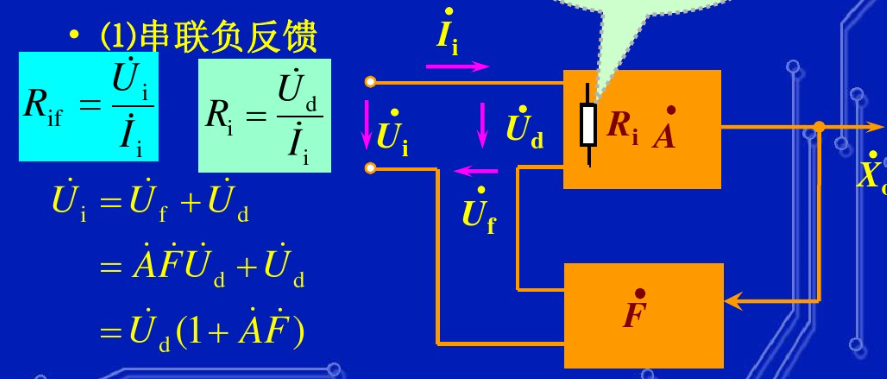 • (1)串联负反馈
R_if = U̇_i / İ_i
R_i = U̇_d / İ_i
U̇_i = U̇_f + U̇_d
= ȦḞU̇_d + U̇_d
= U̇_d(1 + ȦḞ)
İ_i
U̇_i
U̇_d
U̇_f
R_i Ȧ
Ẋ_o
Ḟ